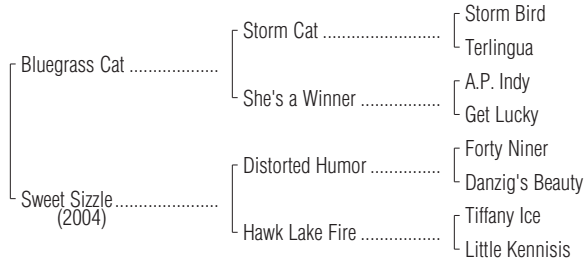 Storm Bird
Storm Cat ......................
Terlingua
Bluegrass Cat .................
A.P. Indy
She's a Winner ...............
Get Lucky
Forty Niner
Distorted Humor .............
Danzig's Beauty
Sweet Sizzle ....................
(2004)
Tiffany Ice
Hawk Lake Fire ...............
Little Kennisis